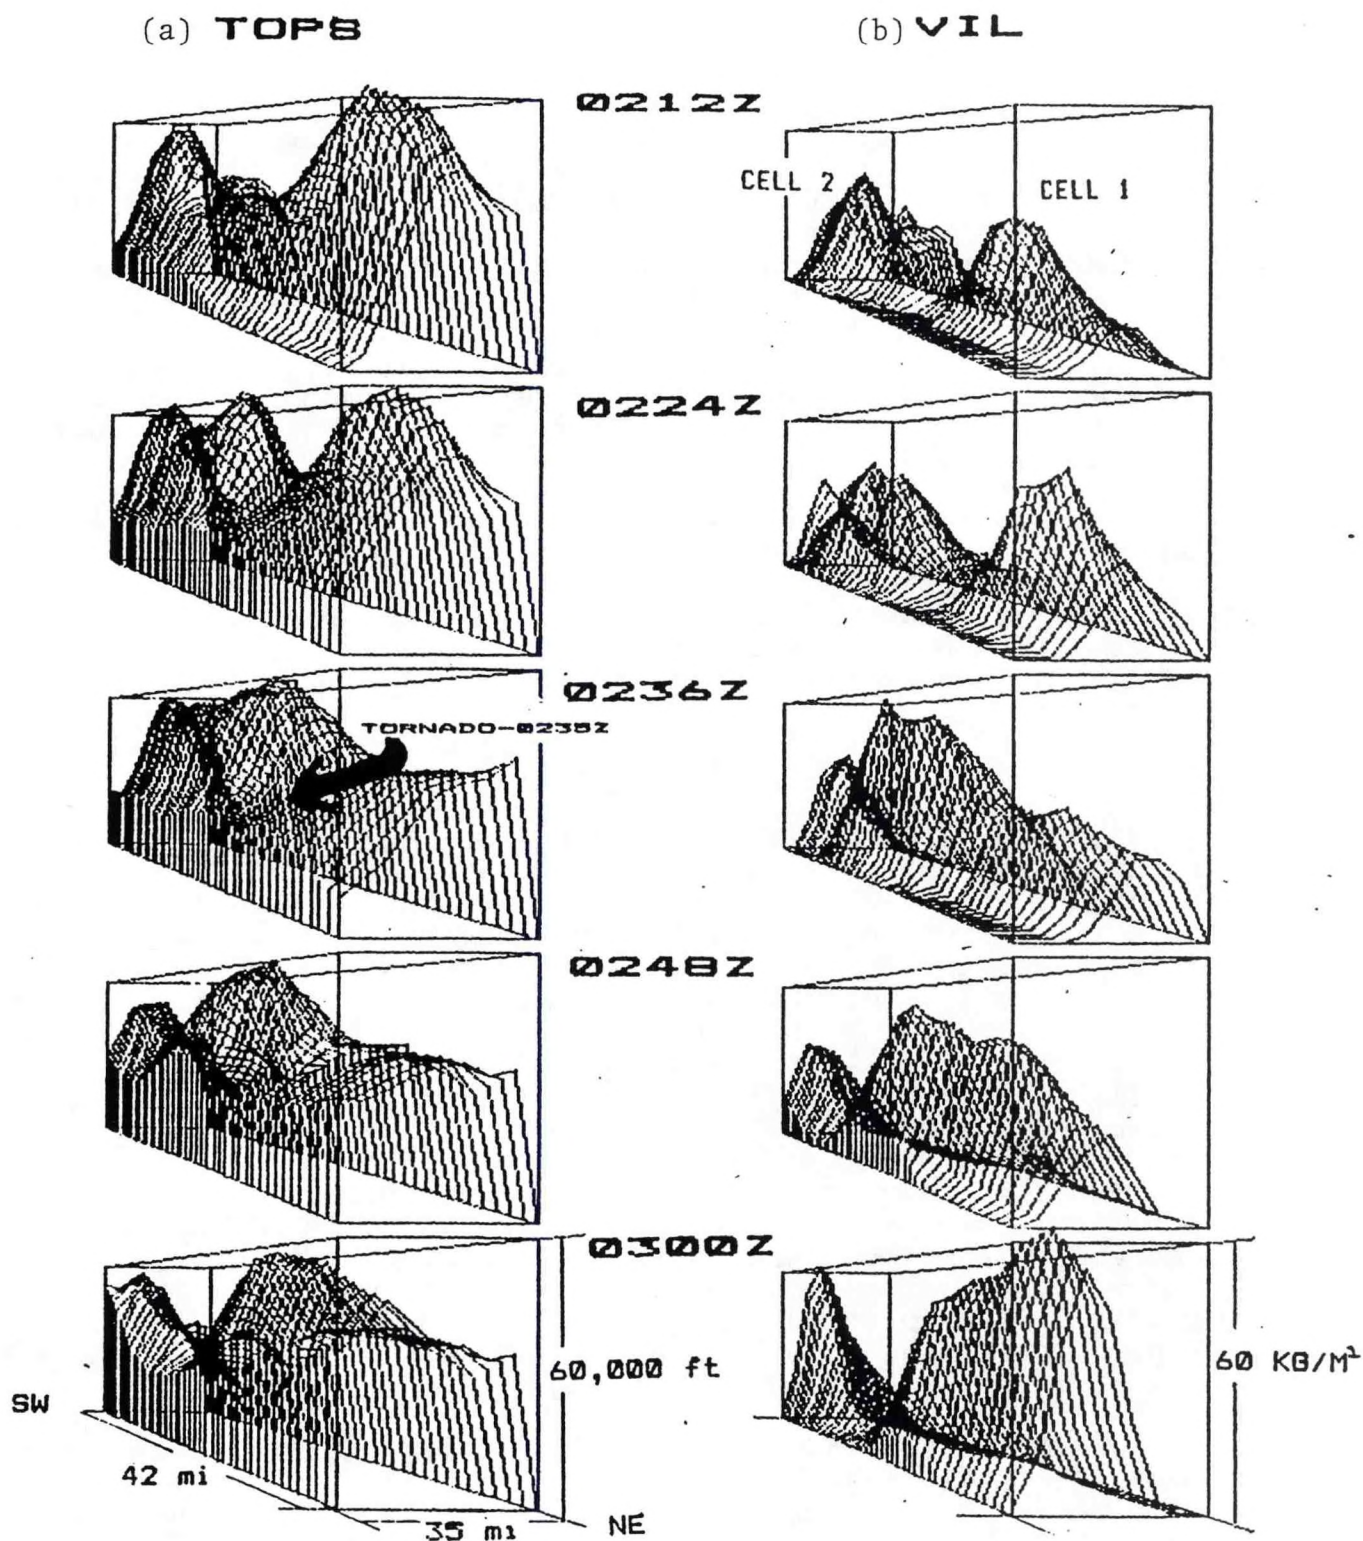 (a) TOPS
(b) VIL
0212Z
CELL 2
CELL 1
0224Z
0236Z
TORNADO-0235Z
0248Z
0300Z
60,000 ft
60 KG/M²
SW
42 mi
35 mi
NE